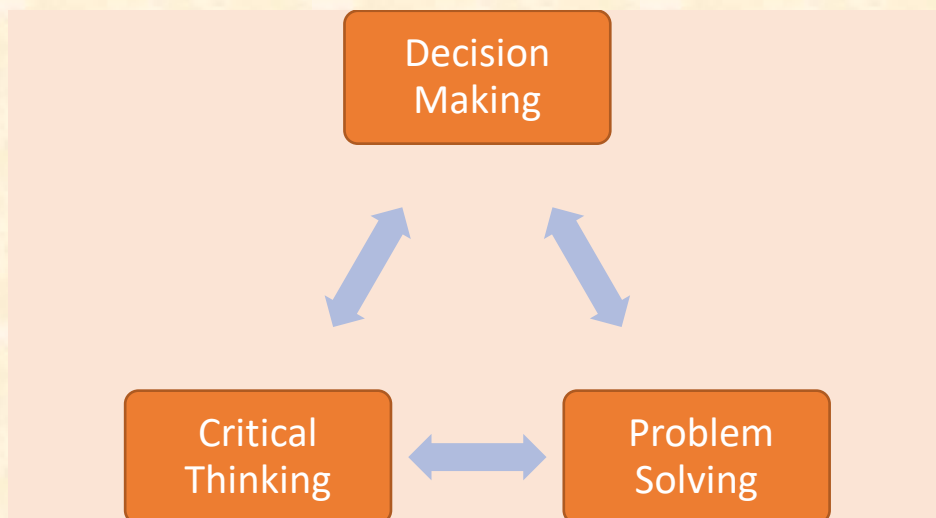 Decision
Making
Critical
Thinking
Problem
Solving